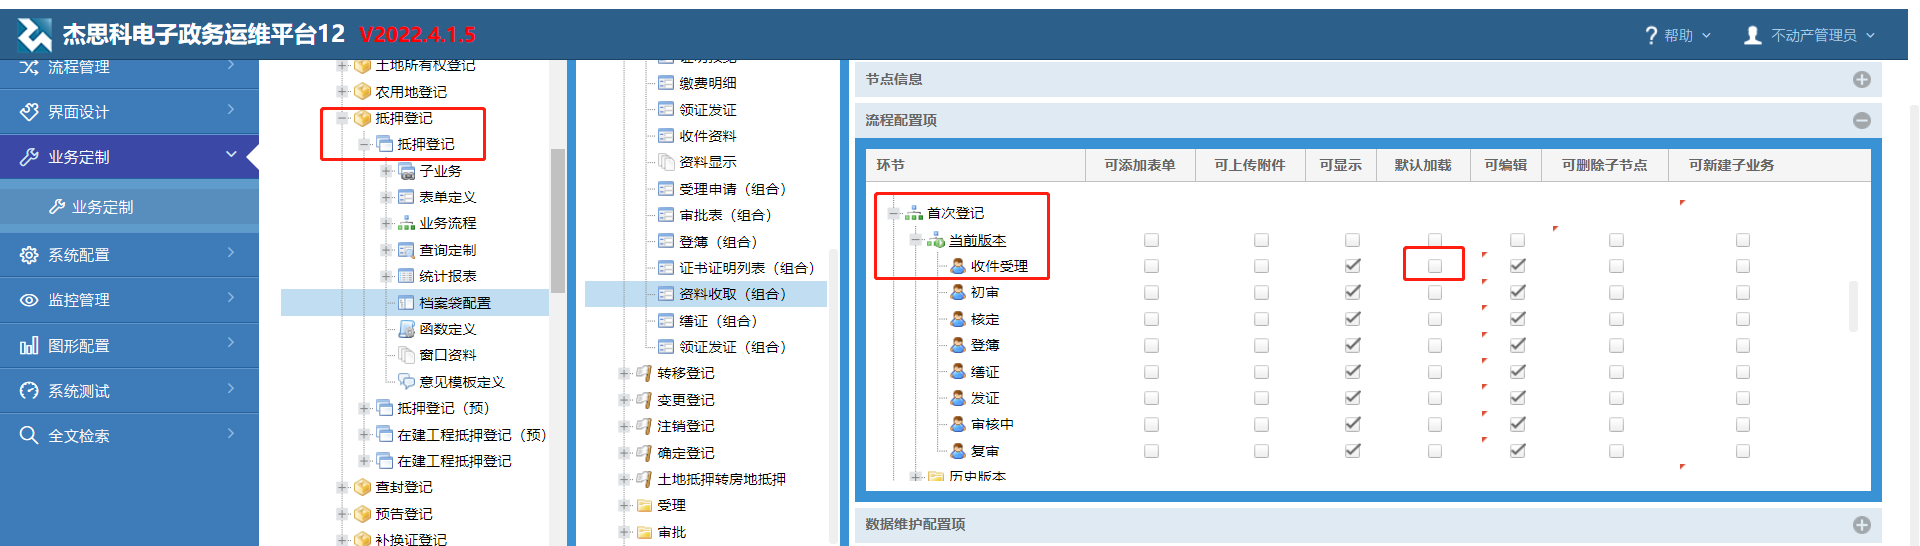 杰思科电子政务运维平台12 V2022.4.1.5
帮助
不动产管理员
流程管理
界面设计
业务定制
业务定制
系统配置
监控管理
图形配置
系统测试
全文检索
土地所有权登记
农用地登记
抵押登记
抵押登记
子业务
表单定义
业务流程
查询定制
统计报表
档案袋配置
函数定义
窗口资料
意见模板定义
抵押登记（预）
在建工程抵押登记（预）
在建工程抵押登记
查封登记
预告登记
补换证登记
缴费明细
领证发证
收件资料
资料显示
受理申请（组合）
审批表（组合）
登簿（组合）
证书证明列表（组合）
资料收取（组合）
缮证（组合）
领证发证（组合）
转移登记
变更登记
注销登记
确定登记
土地抵押转房地抵押
受理
审批
节点信息
流程配置项
环节 可添加表单 可上传附件 可显示 默认加载 可编辑 可删除子节点 可新建子业务
首次登记
当前版本
收件受理
初审
核定
登簿
缮证
发证
审核中
复审
历史版本
数据维护配置项